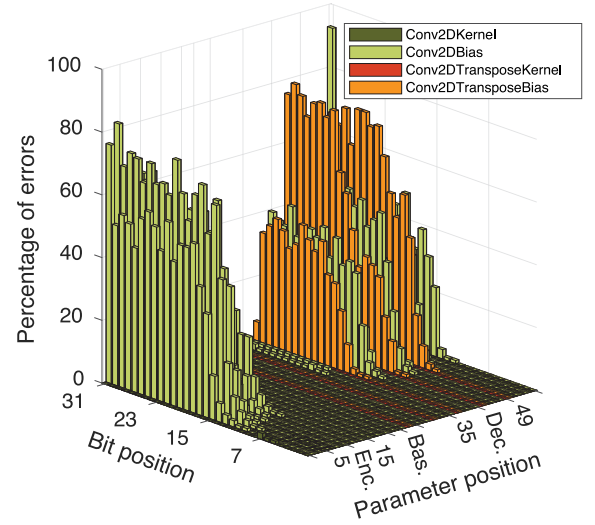 Conv2DKernel
Conv2DBias
Conv2DTransposeKernel
Conv2DTransposeBias
100
80
60
40
20
0
Percentage of errors
31
23
15
7
Bit position
5
Enc.
15
Bas.
35
Dec.
49
Parameter position